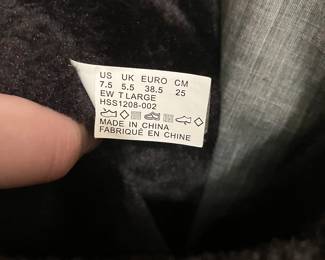 US UK EURO CM
7.5 5.5 38.5 25
EW T LARGE
HSS1208-002
MADE IN CHINA
FABRIQUÉ EN CHINE